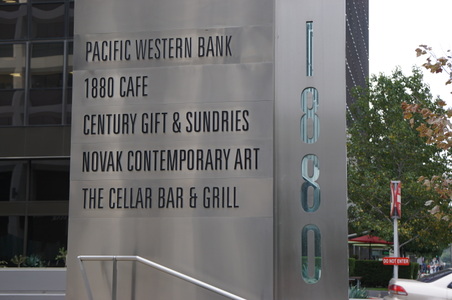 PACIFIC WESTERN BANK
1880 CAFE
CENTURY GIFT & SUNDRIES
NOVAK CONTEMPORARY ART
THE CELLAR BAR & GRILL
1880
DO NOT ENTER